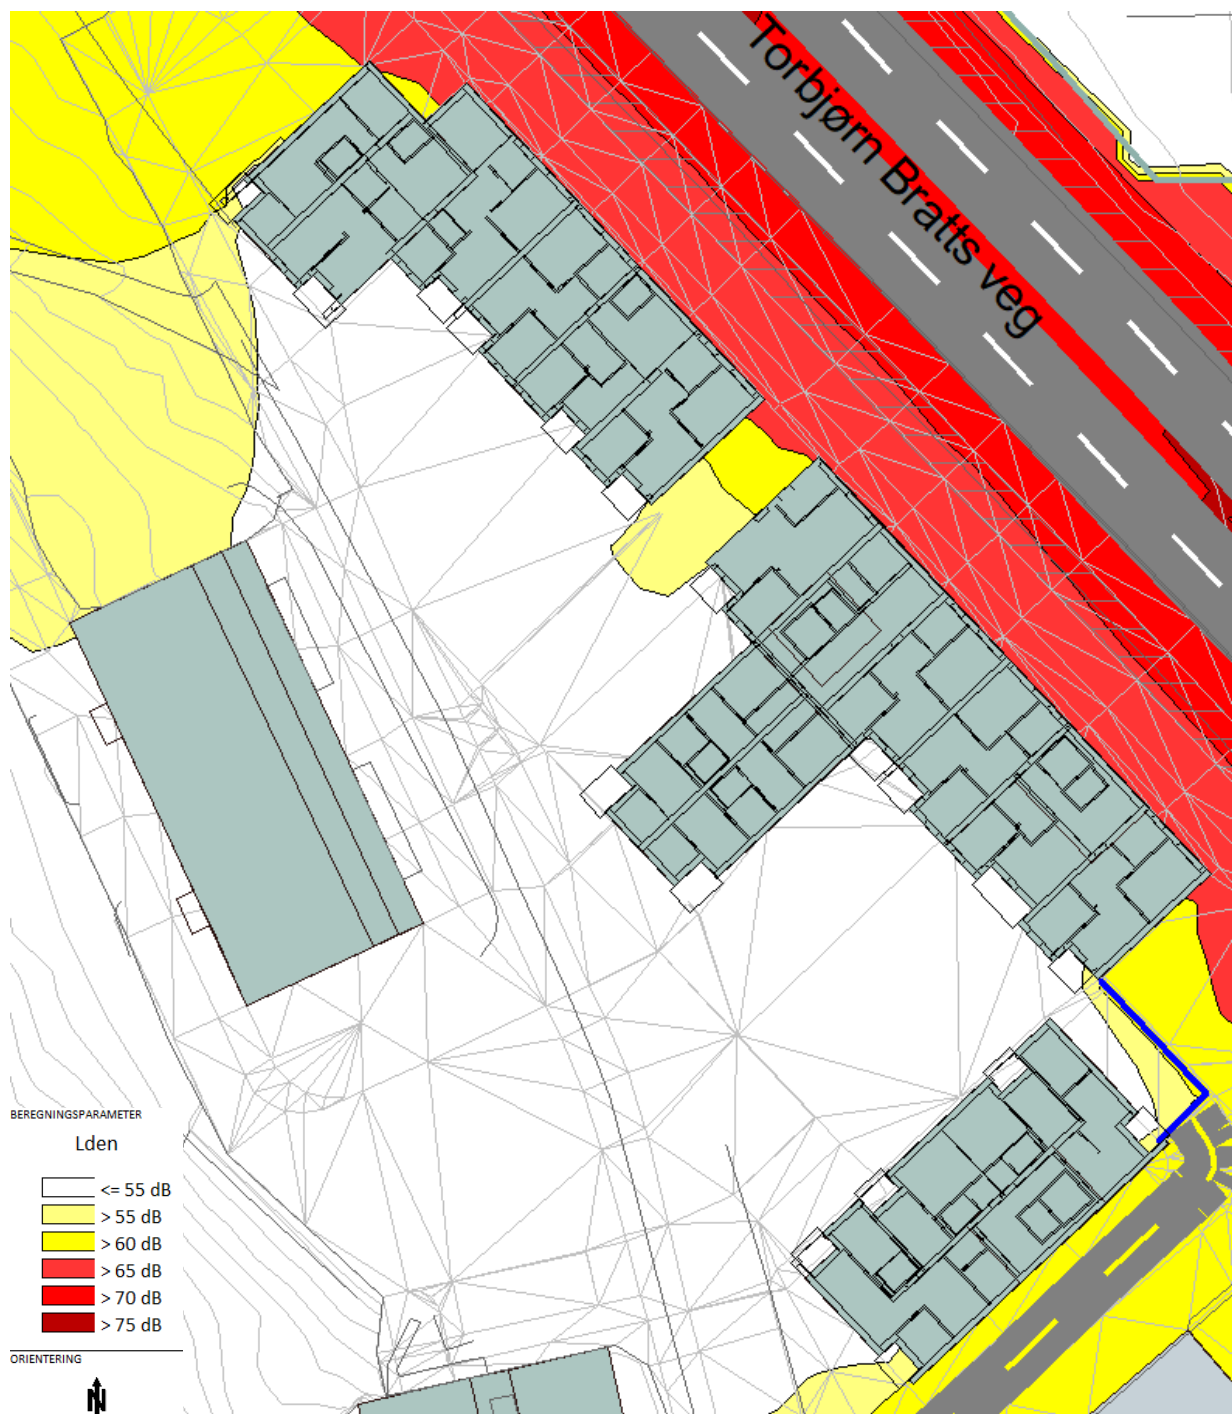 Torbjørn Bratts veg
BEREGNINGSPARAMETER
Lden
<= 55 dB
> 55 dB
> 60 dB
> 65 dB
> 70 dB
> 75 dB
ORIENTERING
N